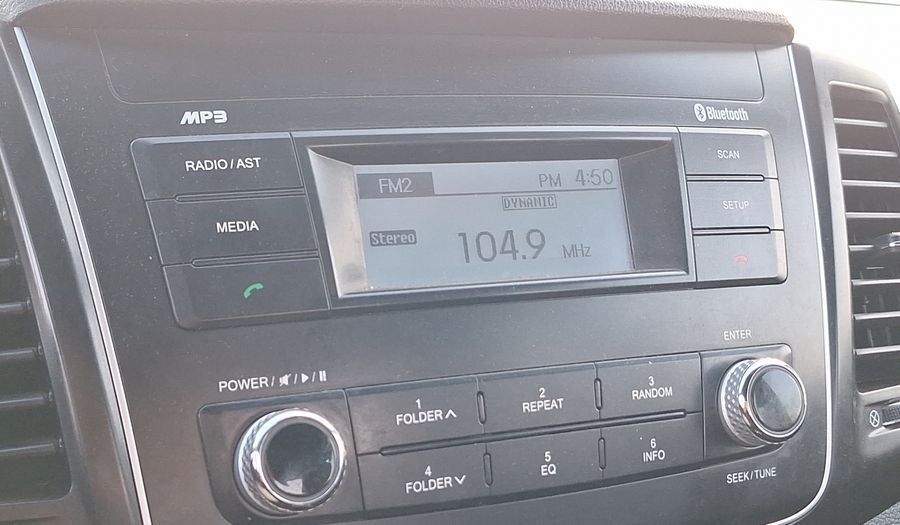 MP3
Bluetooth
RADIO / AST
SCAN
FM2 PM 4:50
DYNAMIC
MEDIA
SETUP
Stereo 104.9 MHz
ENTER
POWER /
1 FOLDER
2 REPEAT
3 RANDOM
4 FOLDER
5 EQ
6 INFO
SEEK / TUNE